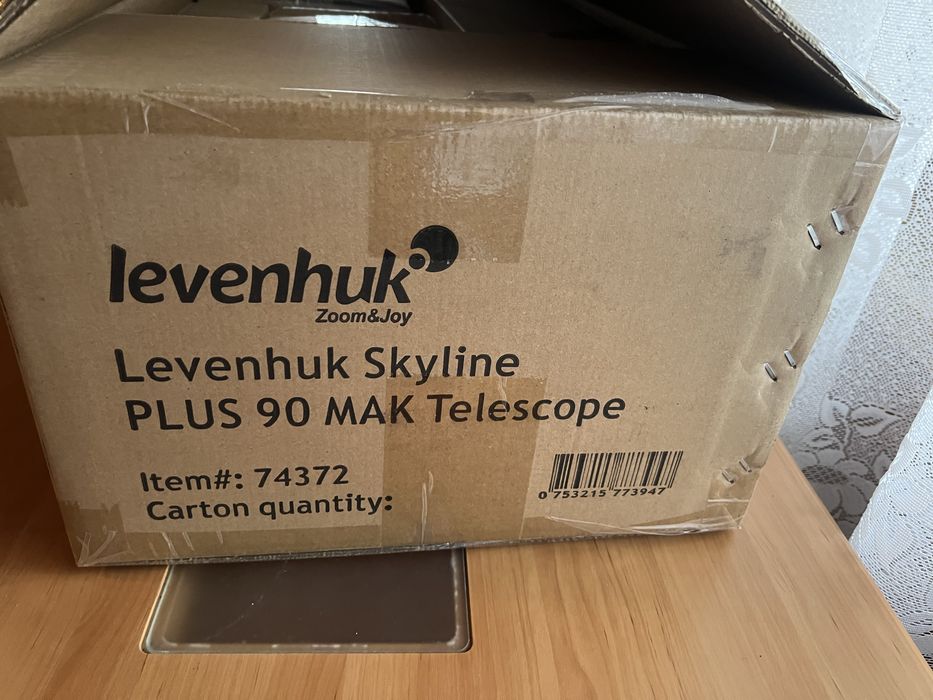 levenhuk
Zoom&Joy
Levenhuk Skyline
PLUS 90 MAK Telescope
Item#: 74372
Carton quantity:
0 753215 773947